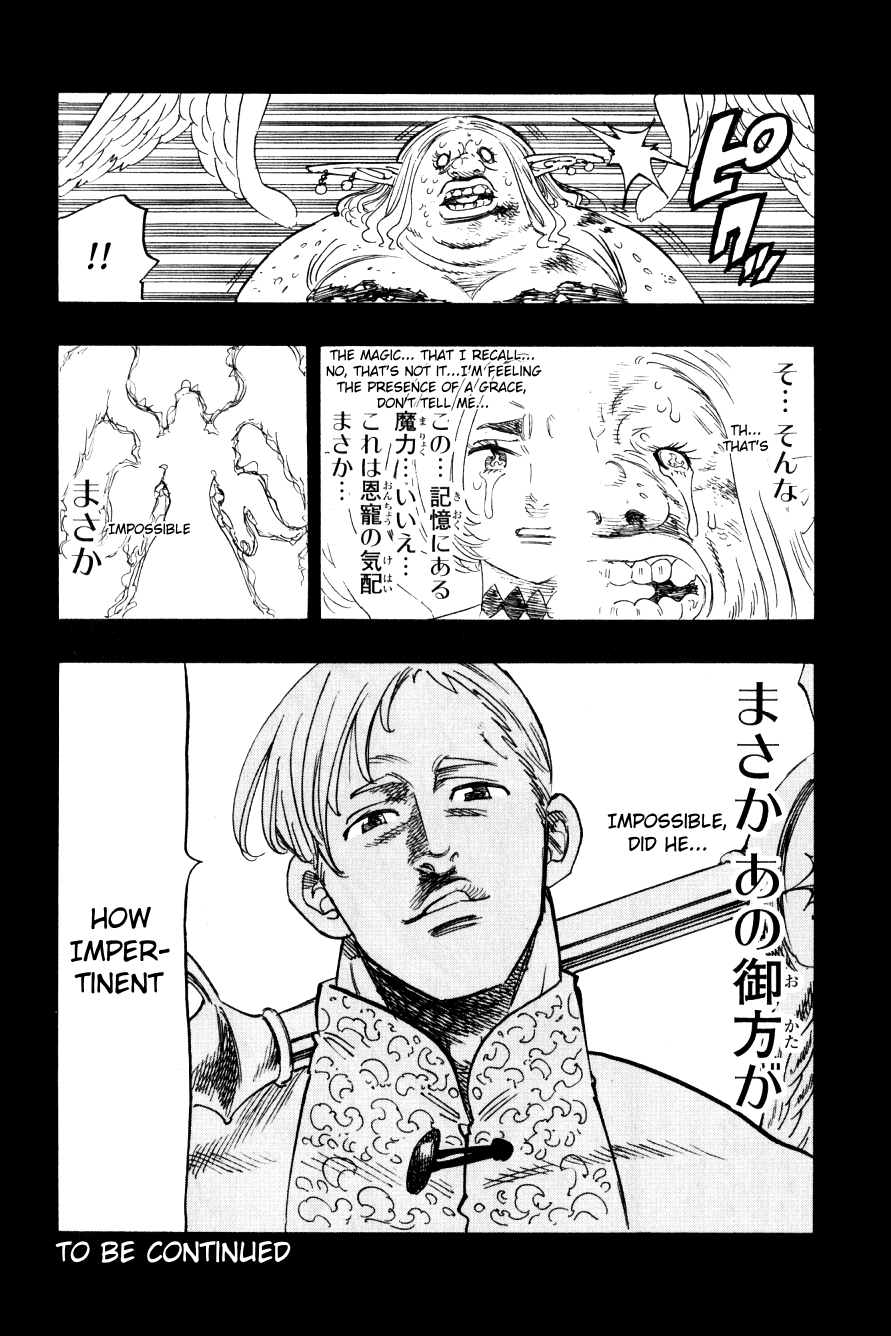 ピクッ
!!
そ…そんな
TH...
THAT'S
THE MAGIC... THAT I RECALL...
NO, THAT'S NOT IT...I'M FEELING
THE PRESENCE OF A GRACE,
DON'T TELL ME...
この…記憶にある
魔力…いいえ…
これは恩寵の気配
まさか…
まさか
IMPOSSIBLE
まさかあの御方が
IMPOSSIBLE,
DID HE...
HOW
IMPER-
TINENT
TO BE CONTINUED